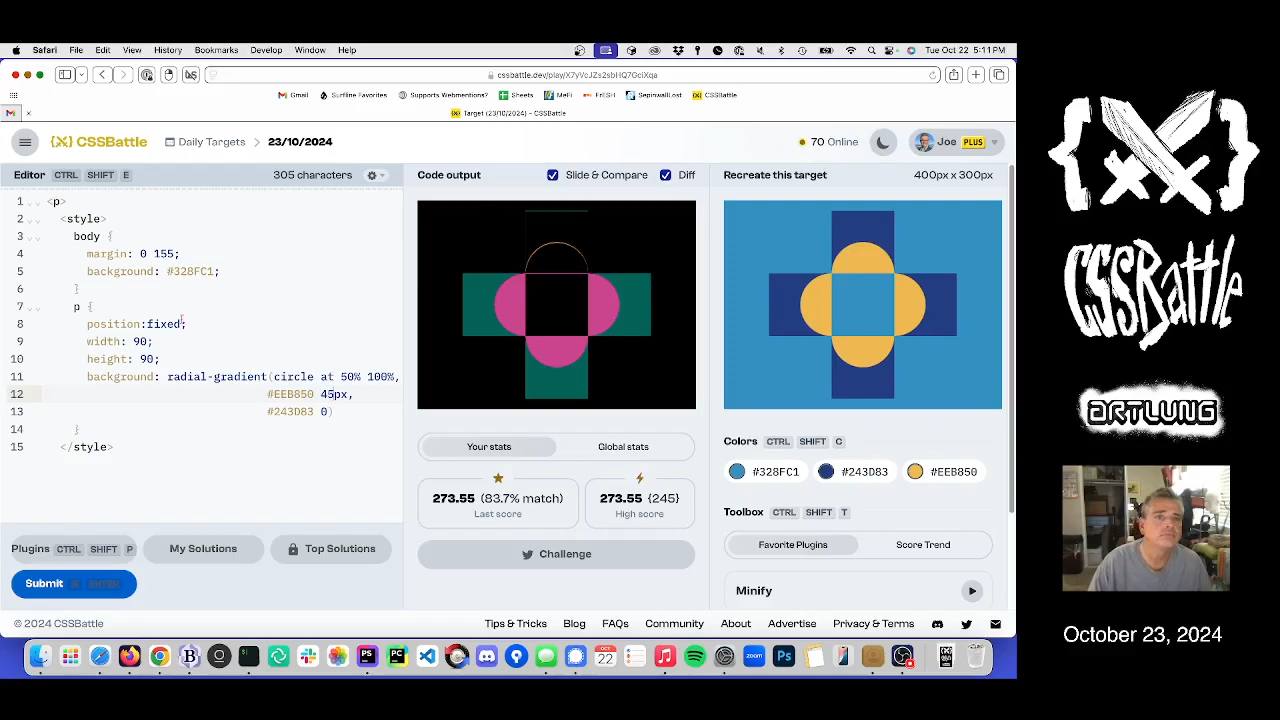 Safari File Edit View History Bookmarks Develop Window Help
Tue Oct 22 5:11 PM
cssbattle.dev/play/X7yVcJZs2sbHQ7GciXqa
Gmail Surfline Favorites Supports Webmentions? Sheets MeFi FrESH SepinwallLost CSSBattle
Target (23/10/2024) - CSSBattle
CSSBattle Daily Targets > 23/10/2024 70 Online Joe PLUS
Editor CTRL SHIFT E 305 characters Code output Slide & Compare Diff Recreate this target 400px x 300px
1 <p>
2 <style>
3 body {
4 margin: 0 155;
5 background: #328FC1;
6 }
7 p {
8 position:fixed;
9 width: 90;
10 height: 90;
11 background: radial-gradient(circle at 50% 100%,
12 #EEB850 45px,
13 #243D83 0)
14 }
15 </style>
Your stats Global stats
273.55 (83.7% match)
Last score
273.55 {245}
High score
Challenge
Colors CTRL SHIFT C
#328FC1 #243D83 #EEB850
Toolbox CTRL SHIFT T
Favorite Plugins Score Trend
Minify
Plugins CTRL SHIFT P My Solutions Top Solutions
Submit
© 2024 CSSBattle Tips & Tricks Blog FAQs Community About Advertise Privacy & Terms
OCT
22
zoom
Ps
CSSBattle
ARTLUNG
October 23, 2024